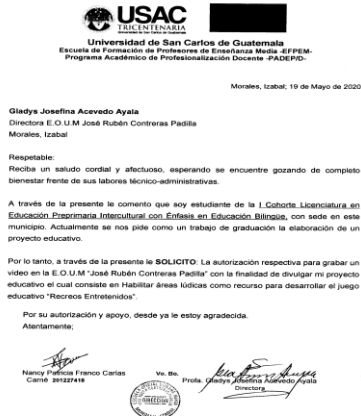 USAC
TRICENTENARIA
Universidad de San Carlos de Guatemala
Universidad de San Carlos de Guatemala
Escuela de Formación de Profesores de Enseñanza Media -EFPEM-
Programa Académico de Profesionalización Docente -PADEP/D-
Morales, Izabal; 19 de Mayo de 2020
Gladys Josefina Acevedo Ayala
Directora E.O.U.M José Rubén Contreras Padilla
Morales, Izabal
Respetable:
Reciba un saludo cordial y afectuoso, esperando se encuentre gozando de completo
bienestar frente de sus labores técnico-administrativas.
A través de la presente le comento que soy estudiante de la I Cohorte Licenciatura en
Educación Preprimaria Intercultural con Énfasis en Educación Bilingüe, con sede en este
municipio. Actualmente se nos pide como un trabajo de graduación la elaboración de un
proyecto educativo.
Por lo tanto, a través de la presente le SOLICITO: La autorización respectiva para grabar un
video en la E.O.U.M “José Rubén Contreras Padilla” con la finalidad de divulgar mi proyecto
educativo el cual consiste en Habilitar áreas lúdicas como recurso para desarrollar el juego
educativo “Recreos Entretenidos”.
Por su autorización y apoyo, desde ya le estoy agradecida.
Atentamente;
Nancy Patricia Franco Carias
Carné 201227418
Vo. Bo.
Profa. Gladys Josefina Acevedo Ayala
Directora
DIRECCION